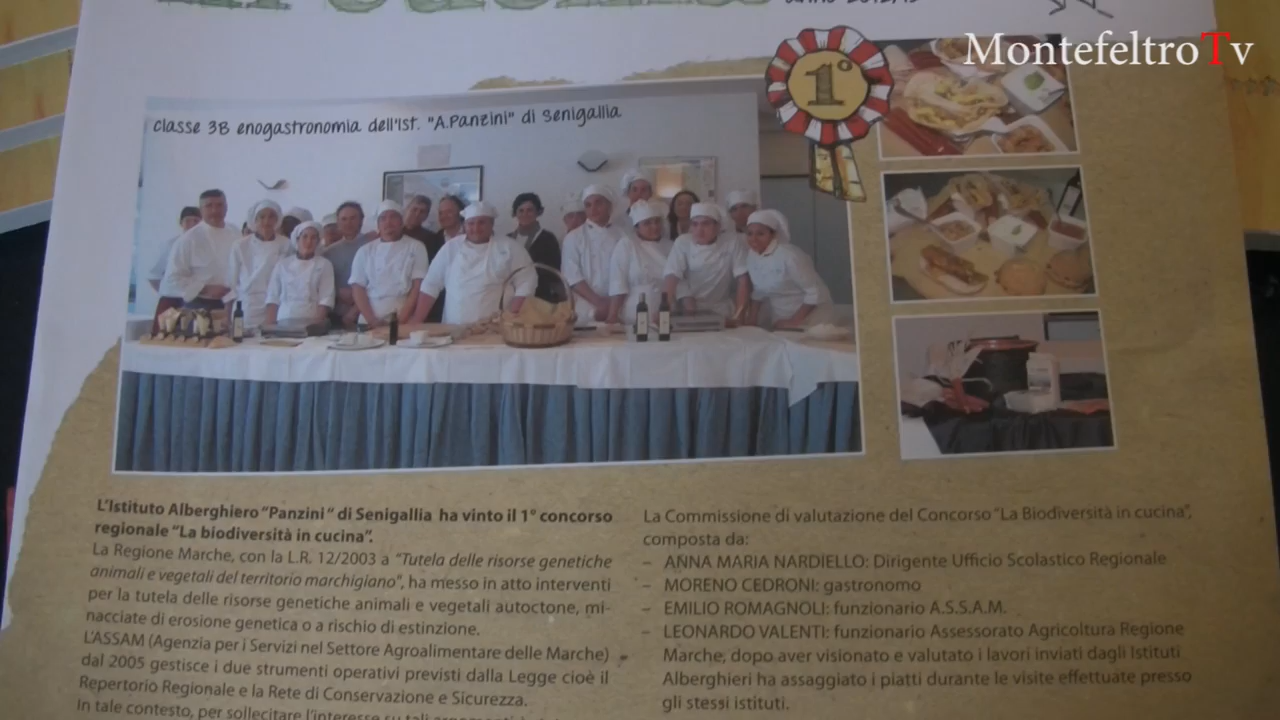 MontefeltroTv
1°
classe 3B enogastronomia dell'Ist. "A.Panzini" di Senigallia
L'Istituto Alberghiero "Panzini" di Senigallia ha vinto il 1° concorso
regionale "La biodiversità in cucina".
La Regione Marche, con la L.R. 12/2003 a "Tutela delle risorse genetiche
animali e vegetali del territorio marchigiano", ha messo in atto interventi
per la tutela delle risorse genetiche animali e vegetali autoctone, mi-
nacciate di erosione genetica o a rischio di estinzione.
L'ASSAM (Agenzia per i Servizi nel Settore Agroalimentare delle Marche)
dal 2005 gestisce i due strumenti operativi previsti dalla Legge cioè il
Repertorio Regionale e la Rete di Conservazione e Sicurezza.
In tale contesto, per sollecitare l'interesse su tali
La Commissione di valutazione del Concorso "La Biodiversità in cucina",
composta da:
– ANNA MARIA NARDIELLO: Dirigente Ufficio Scolastico Regionale
– MORENO CEDRONI: gastronomo
– EMILIO ROMAGNOLI: funzionario A.S.S.A.M.
– LEONARDO VALENTI: funzionario Assessorato Agricoltura Regione
Marche, dopo aver visionato e valutato i lavori inviati dagli Istituti
Alberghieri ha assaggiato i piatti durante le visite effettuate presso
gli stessi istituti.